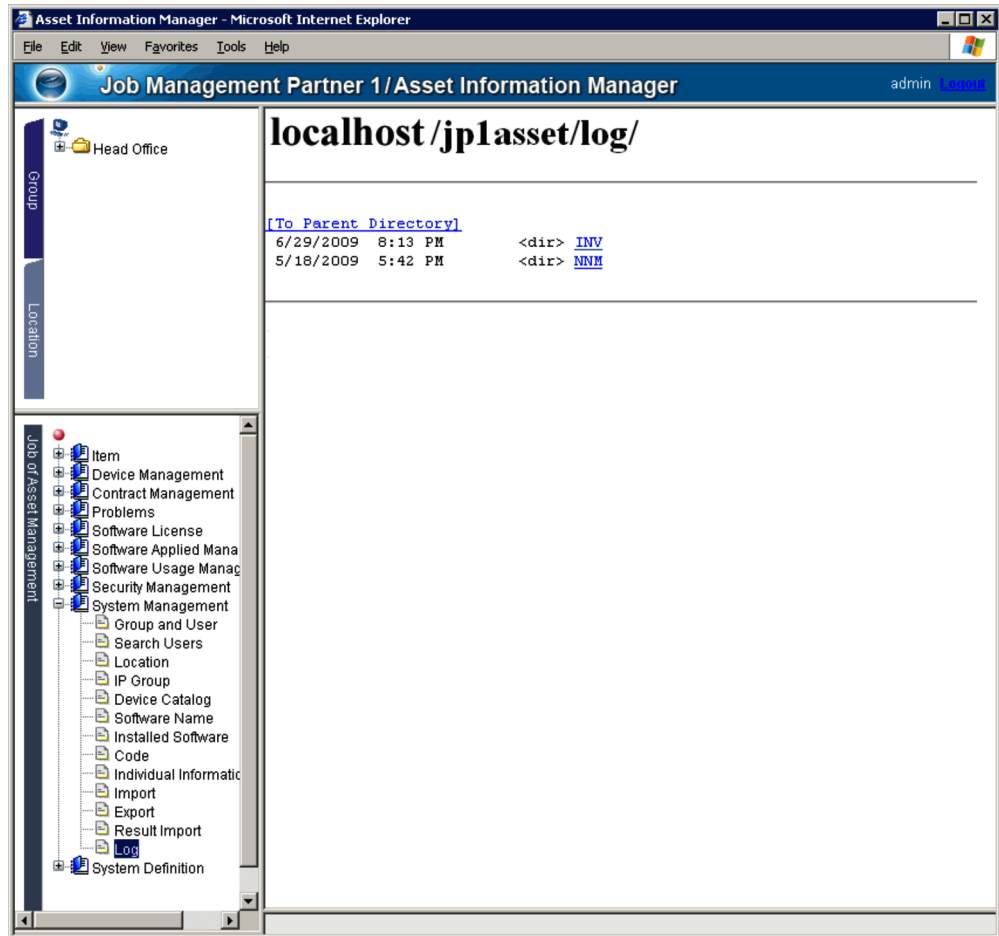 Asset Information Manager - Microsoft Internet Explorer
File Edit View Favorites Tools Help
Job Management Partner 1/Asset Information Manager
admin Logout
Group
Location
Head Office
localhost /jp1asset/log/
[To Parent Directory]
6/29/2009 8:13 PM <dir> INV
5/18/2009 5:42 PM <dir> NNM
Job of Asset Management
Item
Device Management
Contract Management
Problems
Software License
Software Applied Mana
Software Usage Manag
Security Management
System Management
Group and User
Search Users
Location
IP Group
Device Catalog
Software Name
Installed Software
Code
Individual Informatic
Import
Export
Result Import
Log
System Definition